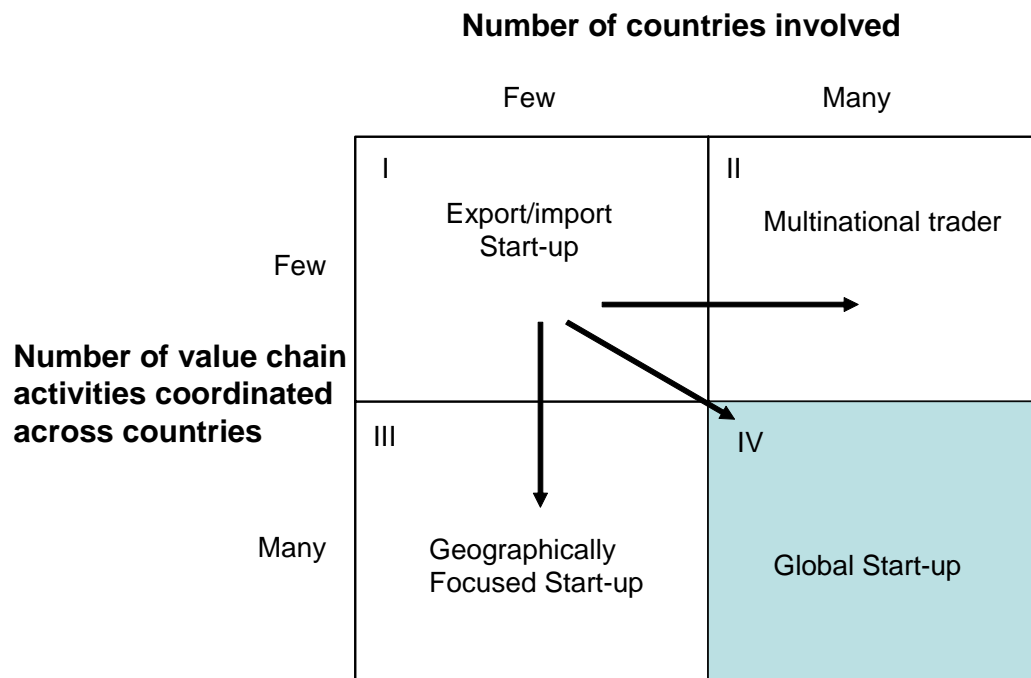 Number of countries involved
Few
Many
I
II
Export/import
Start-up
Multinational trader
Few
Number of value chain
activities coordinated
across countries
III
IV
Many
Geographically
Focused Start-up
Global Start-up